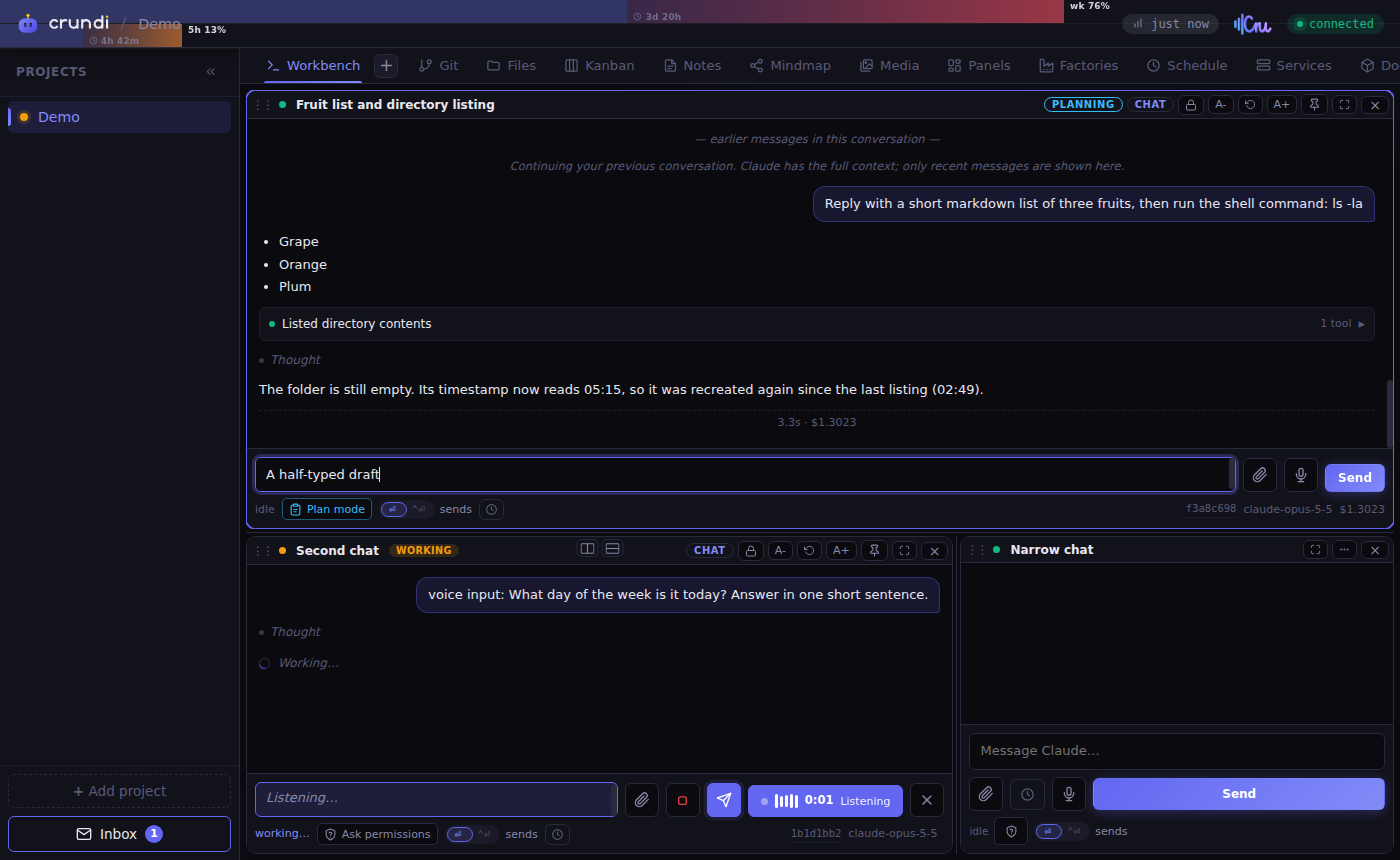 crundi / Demo
3d 20h
wk 76%
4h 42m
5h 13%
just now
Cru
connected
PROJECTS
«
Demo
+ Add project
Inbox 1
Workbench
+
Git
Files
Kanban
Notes
Mindmap
Media
Panels
Factories
Schedule
Services
Do
Fruit list and directory listing
PLANNING CHAT A- A+
— earlier messages in this conversation —
Continuing your previous conversation. Claude has the full context; only recent messages are shown here.
Reply with a short markdown list of three fruits, then run the shell command: ls -la
• Grape
• Orange
• Plum
Listed directory contents 1 tool ▸
Thought
The folder is still empty. Its timestamp now reads 05:15, so it was recreated again since the last listing (02:49).
3.3s · $1.3023
A half-typed draft
Send
idle Plan mode ⏎ ^⏎ sends f3a8c698 claude-opus-5-5 $1.3023
Second chat WORKING CHAT A- A+
voice input: What day of the week is it today? Answer in one short sentence.
Thought
Working…
Listening…
0:01 Listening
working… Ask permissions ⏎ ^⏎ sends 1b1d1bb2 claude-opus-5-5
Narrow chat
Message Claude…
Send
idle ⏎ ^⏎ sends